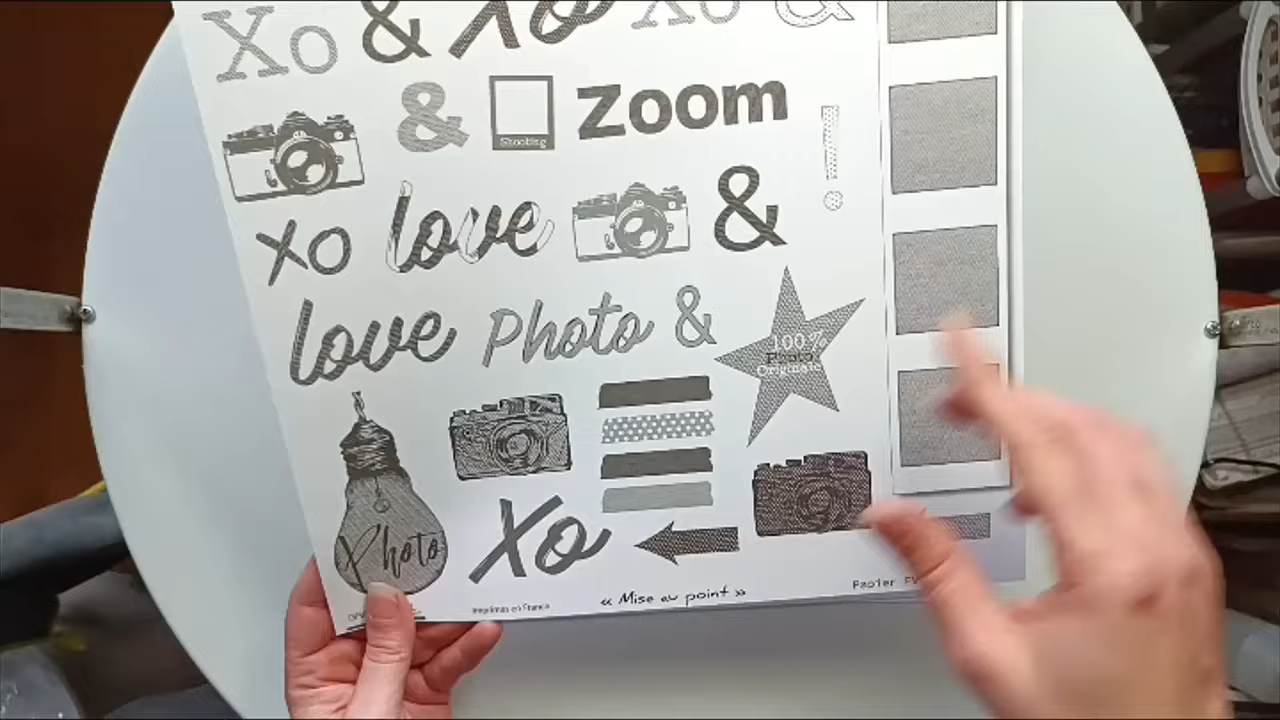 Xo & Xo Xo &
& Shooting Zoom !
xo love &
love Photo &
100%
Photo
Originale
Photo
Xo
Imprimés en France « Mise au point » Papier